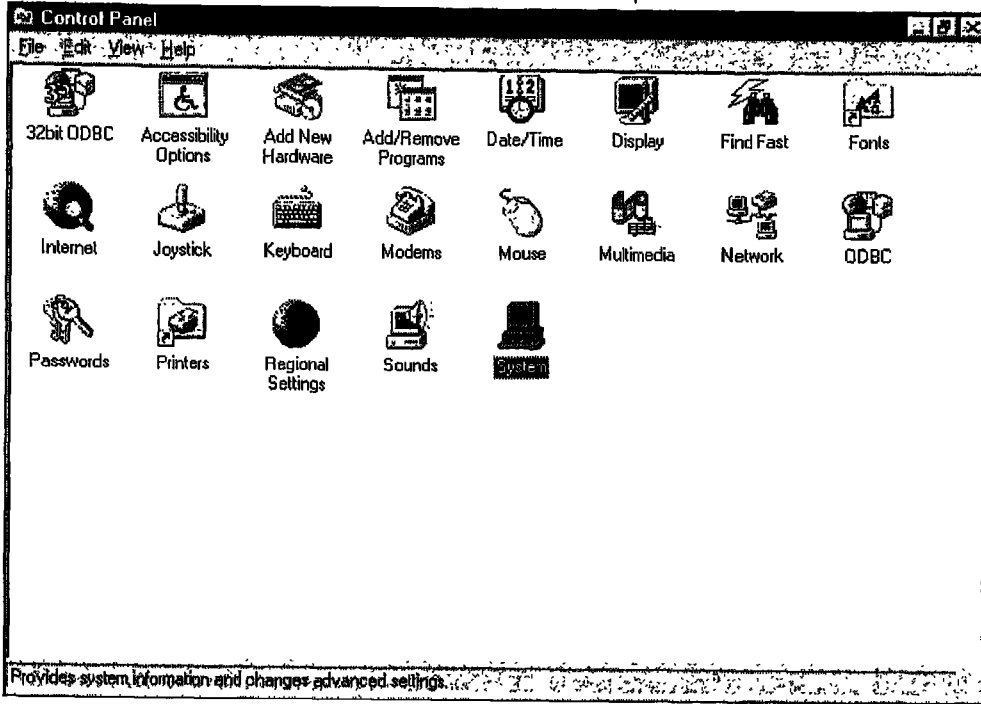 Control Panel
File Edit View Help
32bit ODBC
Accessibility Options
Add New Hardware
Add/Remove Programs
Date/Time
Display
Find Fast
Fonts
Internet
Joystick
Keyboard
Modems
Mouse
Multimedia
Network
ODBC
Passwords
Printers
Regional Settings
Sounds
System
Provides system information and changes advanced settings.